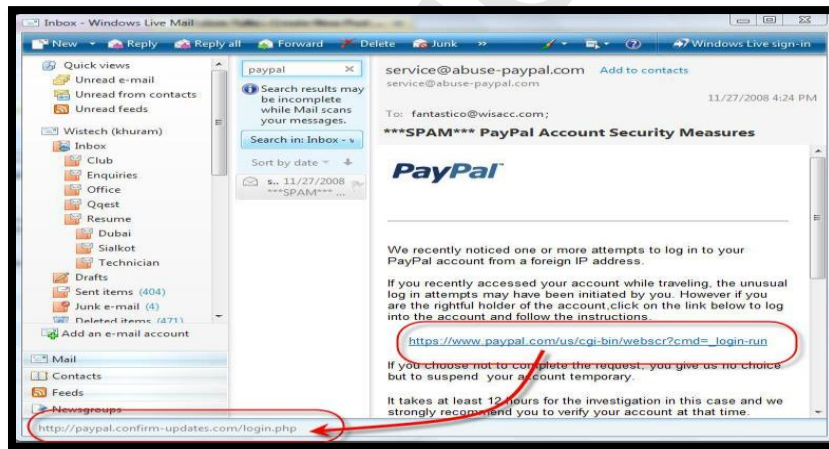 Inbox - Windows Live Mail
New Reply Reply all Forward Delete Junk » Windows Live sign-in
Quick views
Unread e-mail
Unread from contacts
Unread feeds
Wistech (khuram)
Inbox
Club
Enquiries
Office
Qqest
Resume
Dubai
Sialkot
Technician
Drafts
Sent items (404)
Junk e-mail (4)
Deleted items (471)
Add an e-mail account
Mail
Contacts
Feeds
Newsgroups
paypal
Search results may
be incomplete
while Mail scans
your messages.
Search in: Inbox -
Sort by date
s.. 11/27/2008
***SPAM*** ...
service@abuse-paypal.com Add to contacts
service@abuse-paypal.com
11/27/2008 4:24 PM
To: fantastico@wisacc.com;
***SPAM*** PayPal Account Security Measures
PayPal
We recently noticed one or more attempts to log in to your
PayPal account from a foreign IP address.
If you recently accessed your account while traveling, the unusual
log in attempts may have been initiated by you. However if you
are the rightful holder of the account,click on the link below to log
into the account and follow the instructions.
https://www.paypal.com/us/cgi-bin/webscr?cmd=_login-run
If you choose not to complete the request, you give us no choice
but to suspend your account temporary.
It takes at least 12 hours for the investigation in this case and we
strongly recommend you to verify your account at that time.
http://paypal.confirm-updates.com/login.php